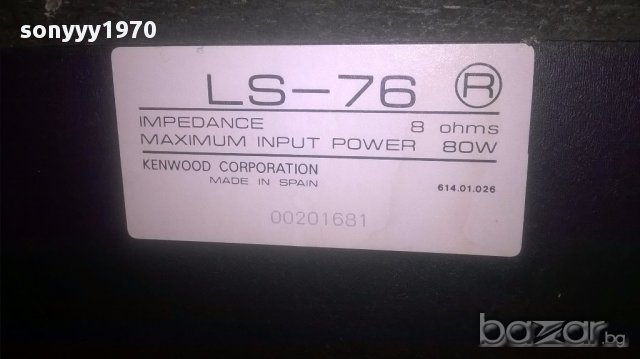 sonyyy1970
LS-76 R
IMPEDANCE 8 ohms
MAXIMUM INPUT POWER 80W
KENWOOD CORPORATION
MADE IN SPAIN
614.01.026
00201681
bazar.bg